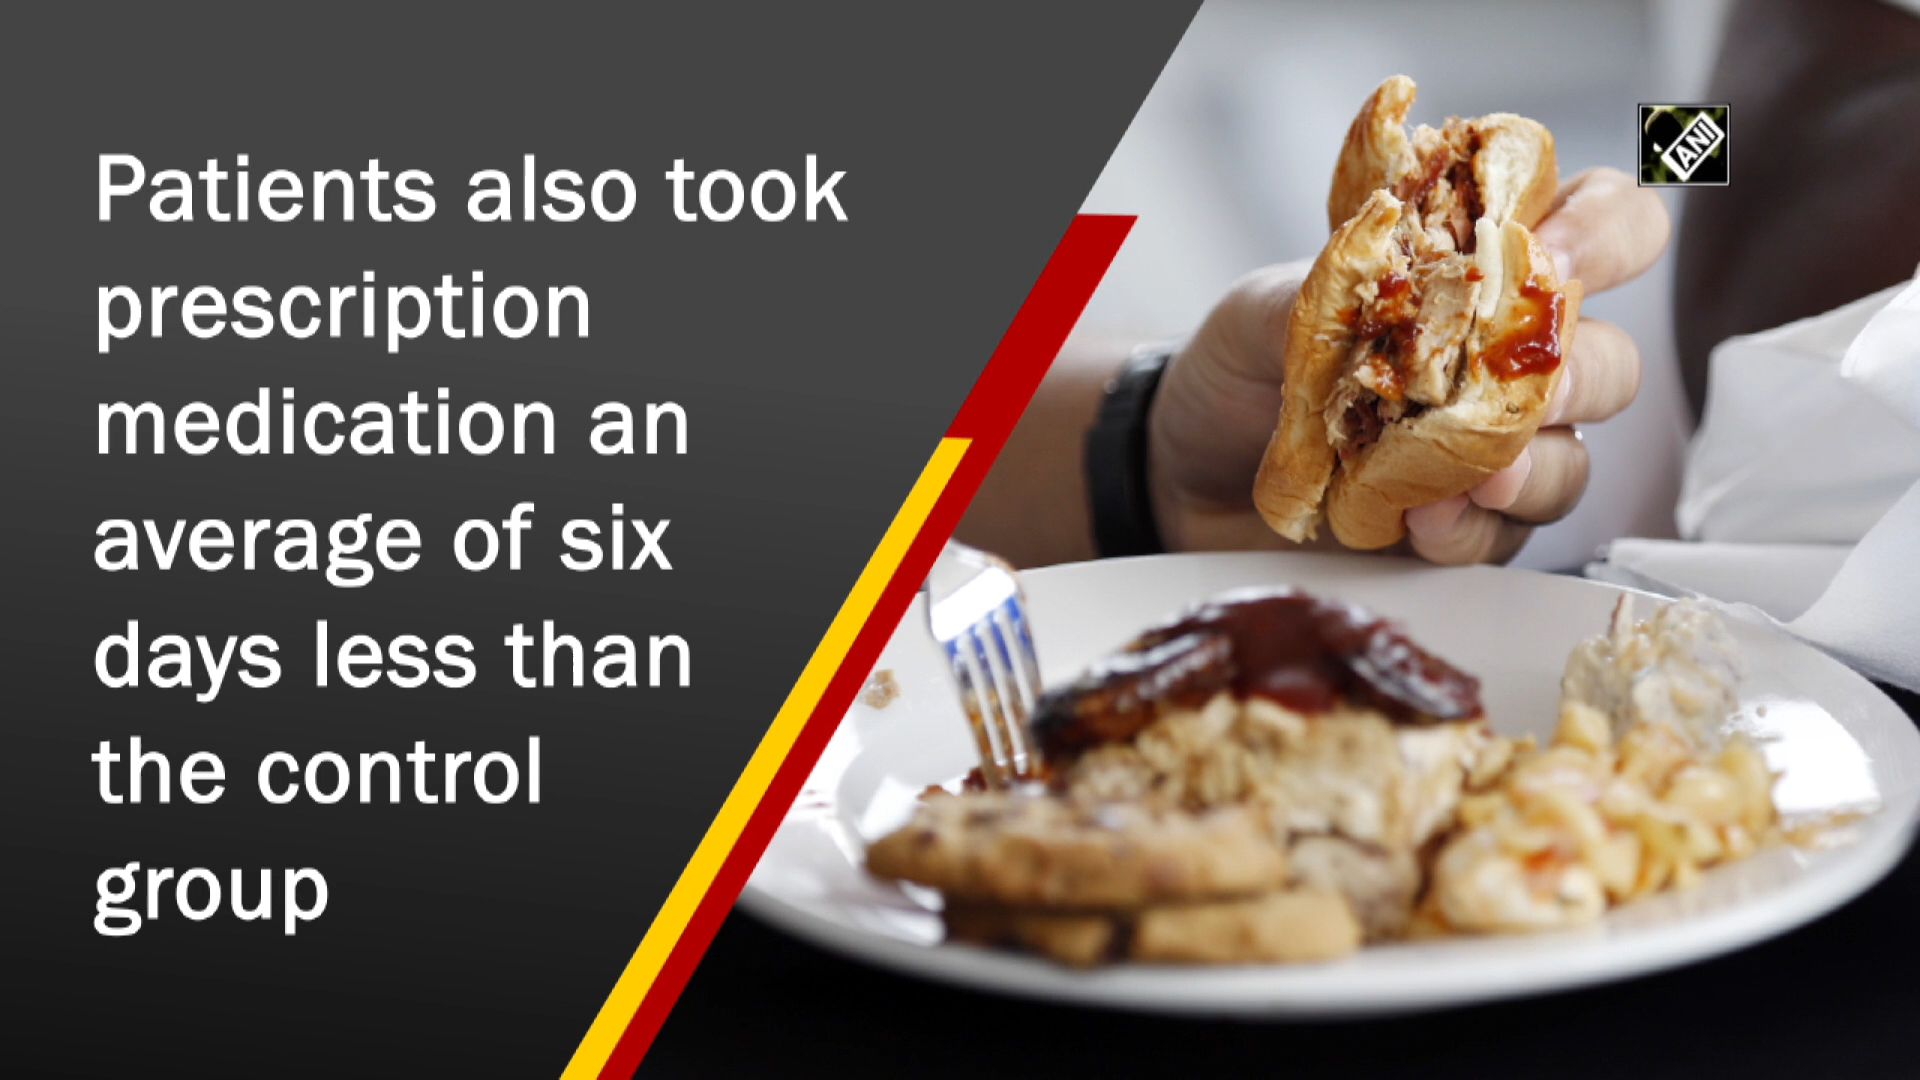 Patients also took
prescription
medication an
average of six
days less than
the control
group
ANI